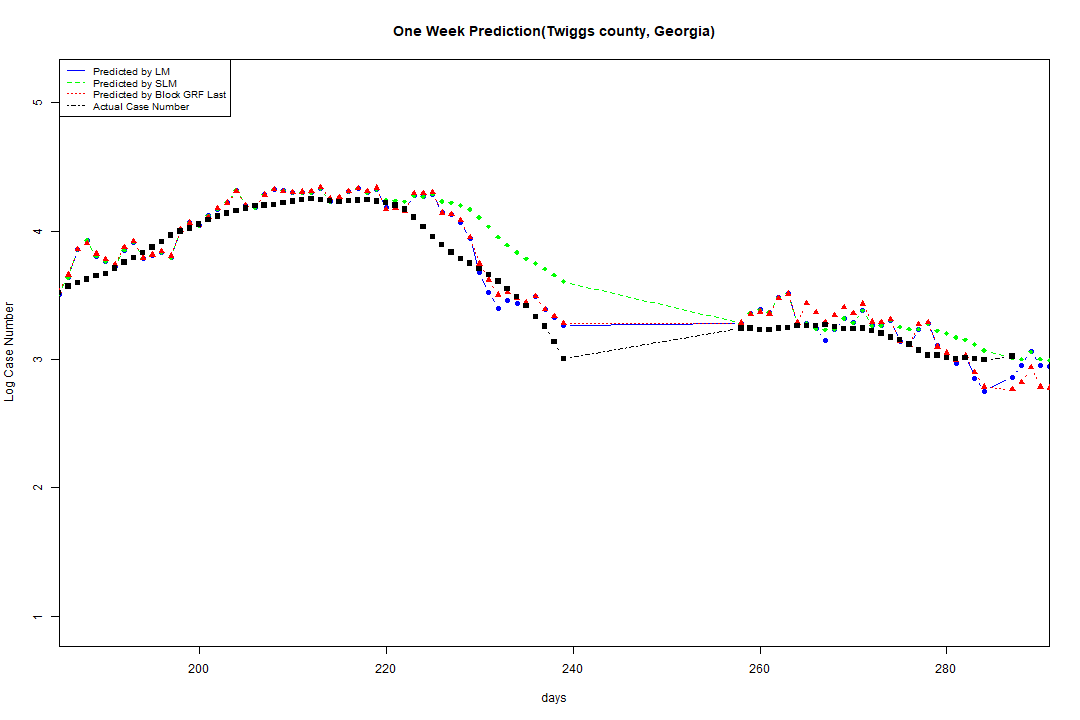 One Week Prediction(Twiggs county, Georgia)
Predicted by LM
Predicted by SLM
Predicted by Block GRF Last
Actual Case Number
5
4
3
2
1
Log Case Number
200 220 240 260 280
days